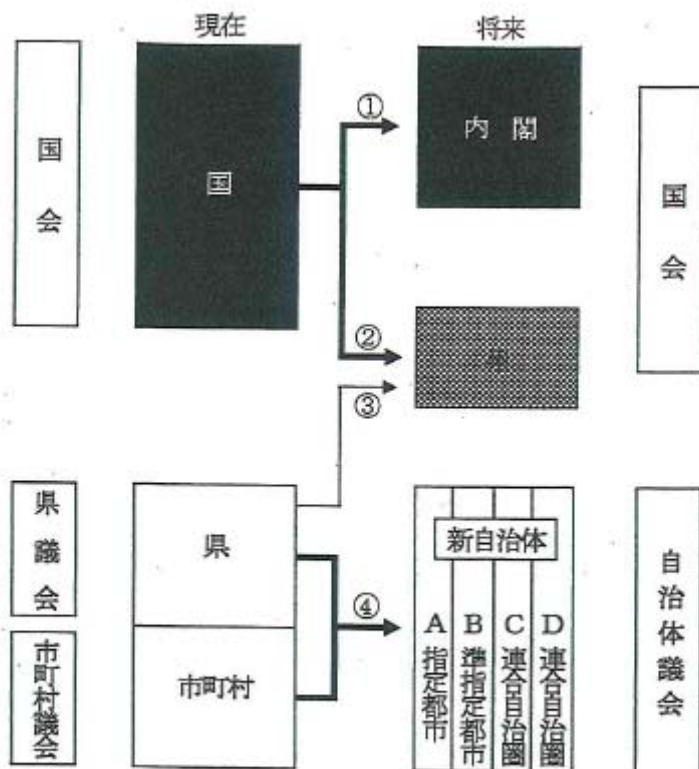 現在
将来
国会
国
①
内 閣
国会
②
③
県議会
県
市町村議会
市町村
④
新自治体
A 指定都市
B 準指定都市
C 連合自治圏
D 連合自治圏
自治体議会